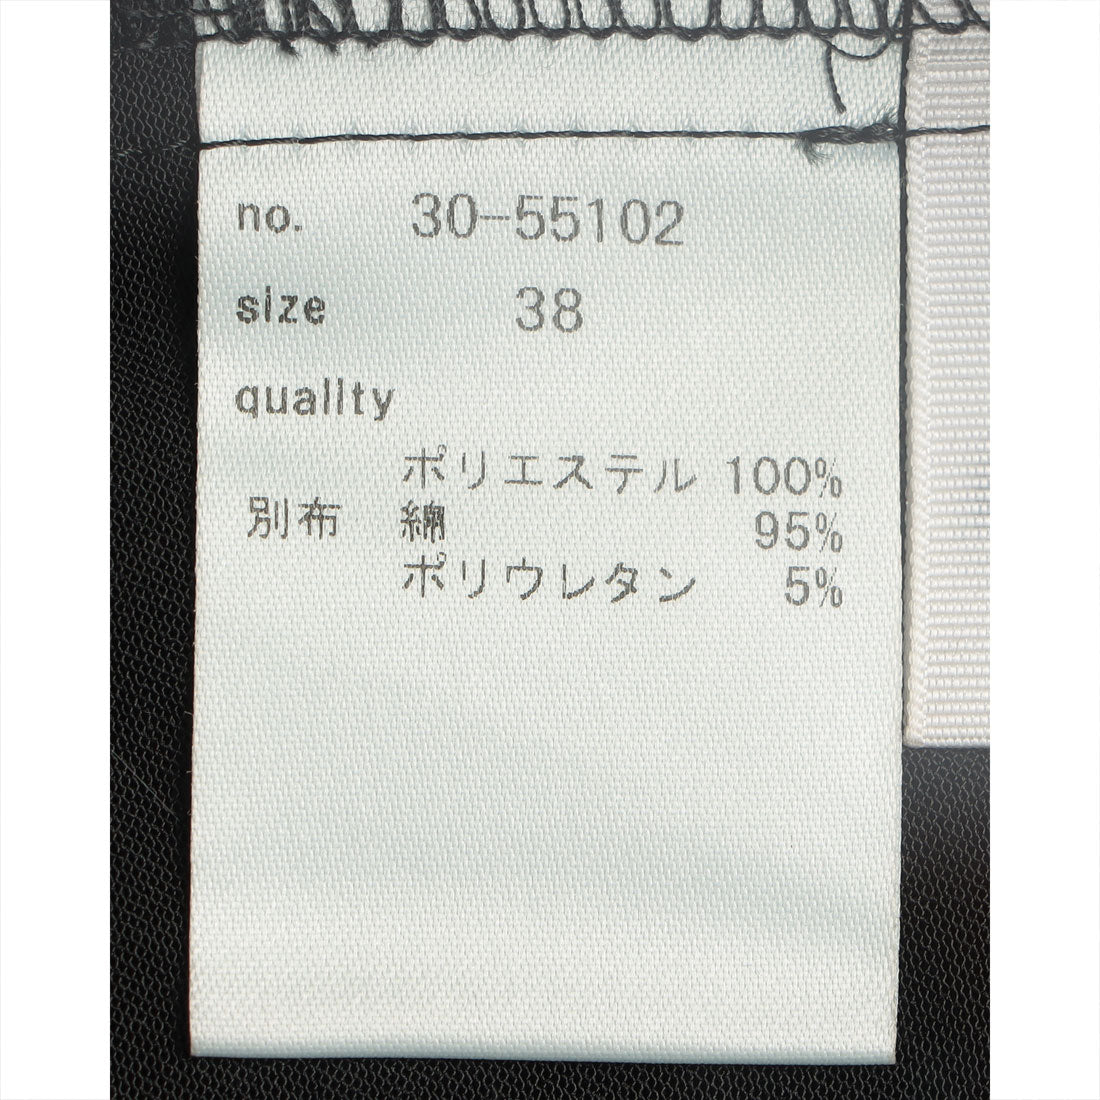 no. 30-55102
size 38
quality
ポリエステル 100%
別布 綿 95%
ポリウレタン 5%